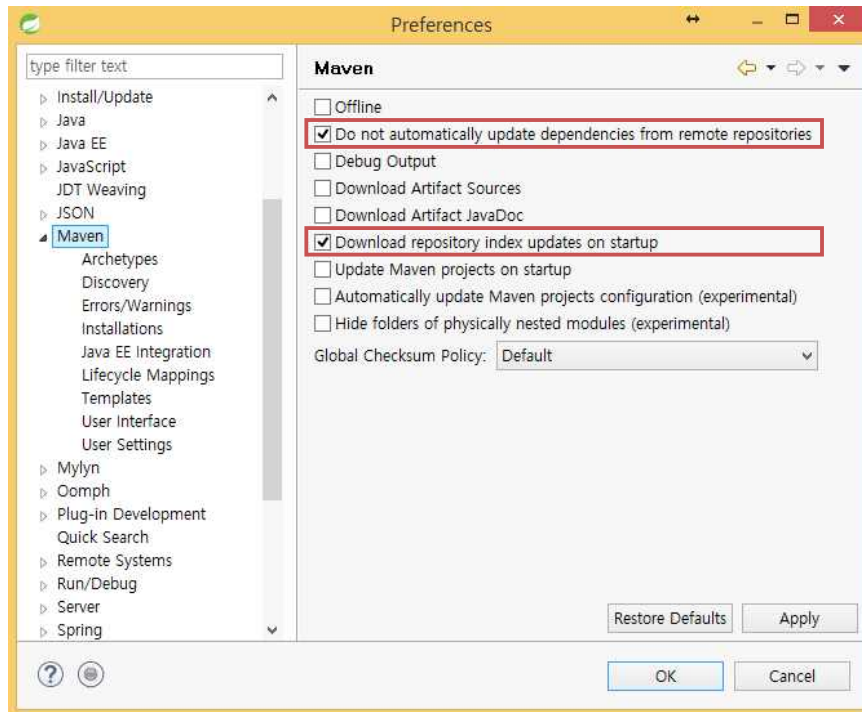 Preferences
type filter text
Install/Update
Java
Java EE
JavaScript
JDT Weaving
JSON
Maven
Archetypes
Discovery
Errors/Warnings
Installations
Java EE Integration
Lifecycle Mappings
Templates
User Interface
User Settings
Mylyn
Oomph
Plug-in Development
Quick Search
Remote Systems
Run/Debug
Server
Spring
Maven
Offline
Do not automatically update dependencies from remote repositories
Debug Output
Download Artifact Sources
Download Artifact JavaDoc
Download repository index updates on startup
Update Maven projects on startup
Automatically update Maven projects configuration (experimental)
Hide folders of physically nested modules (experimental)
Global Checksum Policy: Default
Restore Defaults Apply
? OK Cancel